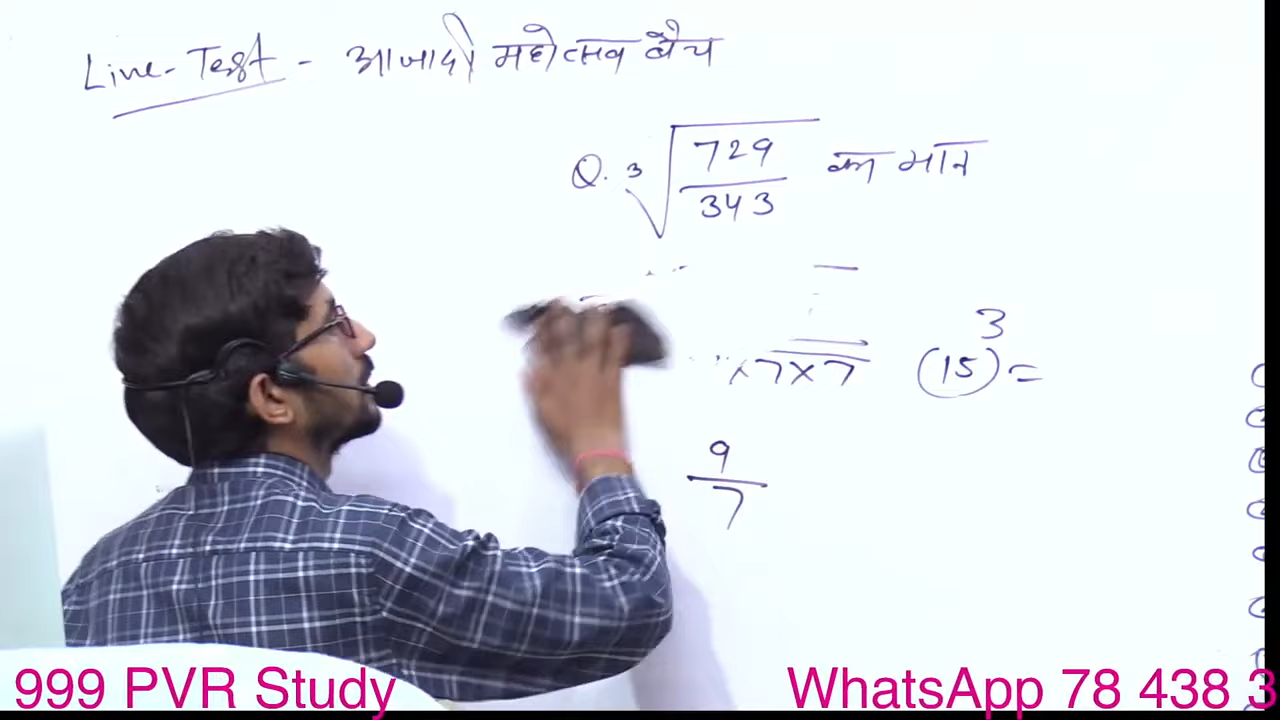 Live-Test - आजादी महोत्सव बैच
Q. ³√729/343 का मान
×7×7 (15)³ =
9/7
999 PVR Study
WhatsApp 78 438 3